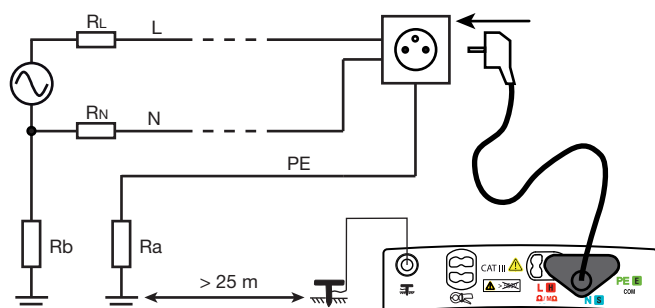 RL
L
RN
N
PE
Rb
Ra
> 25 m
CAT III
L H
Ω/MΩ
N S
PE E
COM